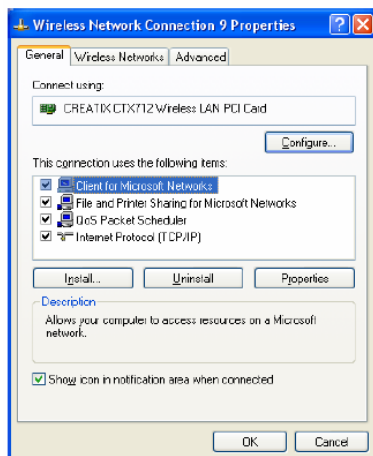 Wireless Network Connection 9 Properties
General Wireless Networks Advanced
Connect using:
CREATIX CTX712 Wireless LAN PCI Card
Configure...
This connection uses the following items:
Client for Microsoft Networks
File and Printer Sharing for Microsoft Networks
QoS Packet Scheduler
Internet Protocol (TCP/IP)
Install... Uninstall Properties
Description
Allows your computer to access resources on a Microsoft
network.
Show icon in notification area when connected
OK Cancel